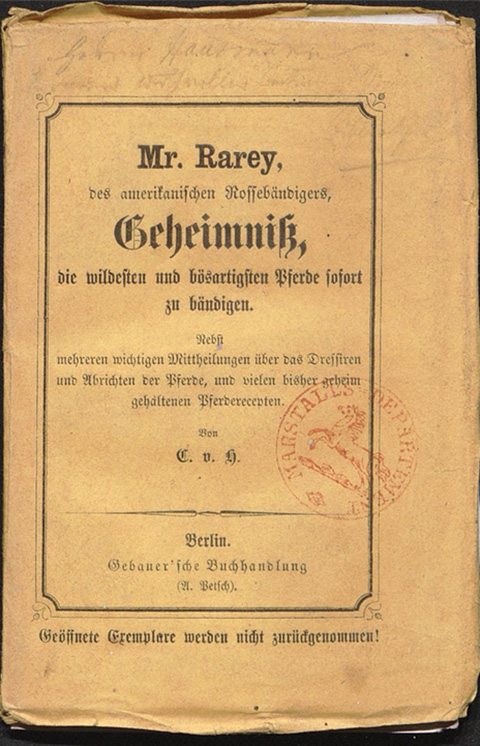 Mr. Rarey,
des amerikanischen Rossebändigers,
Geheimniß,
die wildesten und bösartigsten Pferde sofort
zu bändigen.
Nebst
mehreren wichtigen Mittheilungen über das Dressiren
und Abrichten der Pferde, und vielen bisher geheim
gehaltenen Pferderecepten.
Von
C. v. H.
MARSTALLS DEPARTEMENT
Berlin.
Gebauer'sche Buchhandlung
(A. Petsch).
Geöffnete Exemplare werden nicht zurückgenommen!